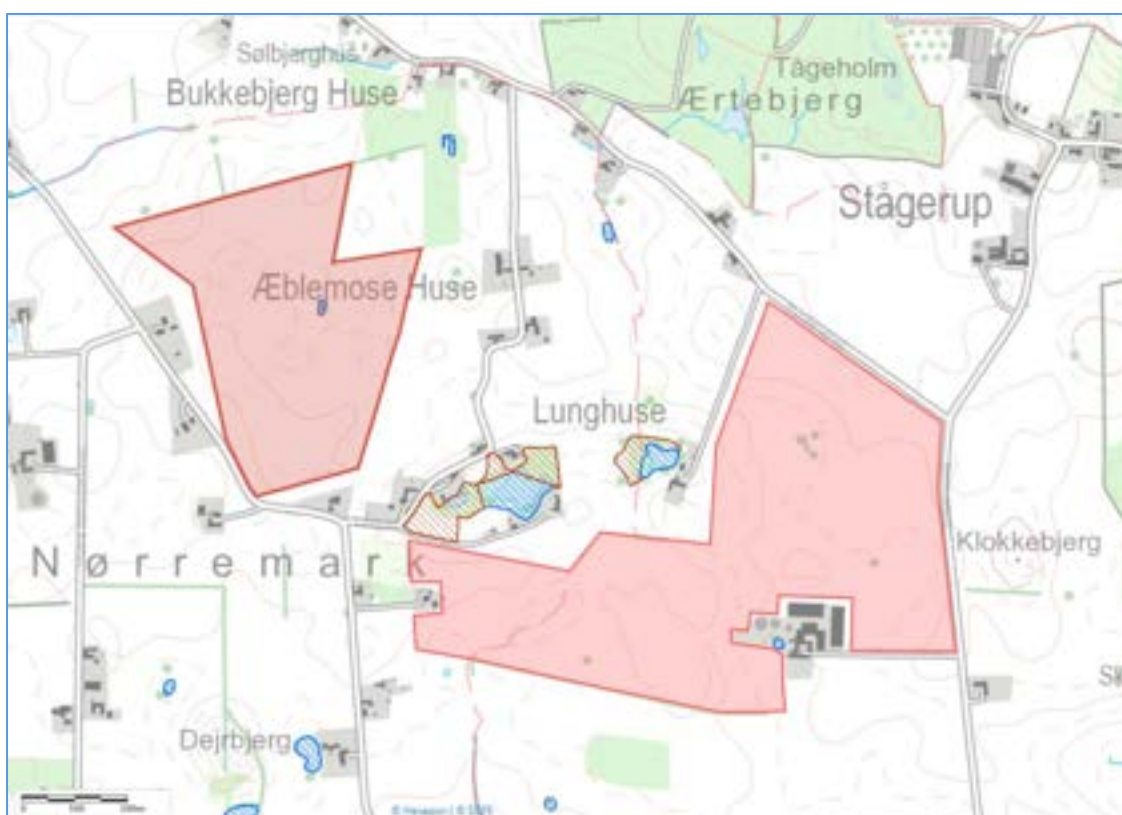 Sølbjerghus
Bukkebjerg Huse
Tågeholm
Ærtebjerg
Stågerup
Æblemose Huse
Lunghuse
Klokkebjerg
Nørremark
Dejrbjerg